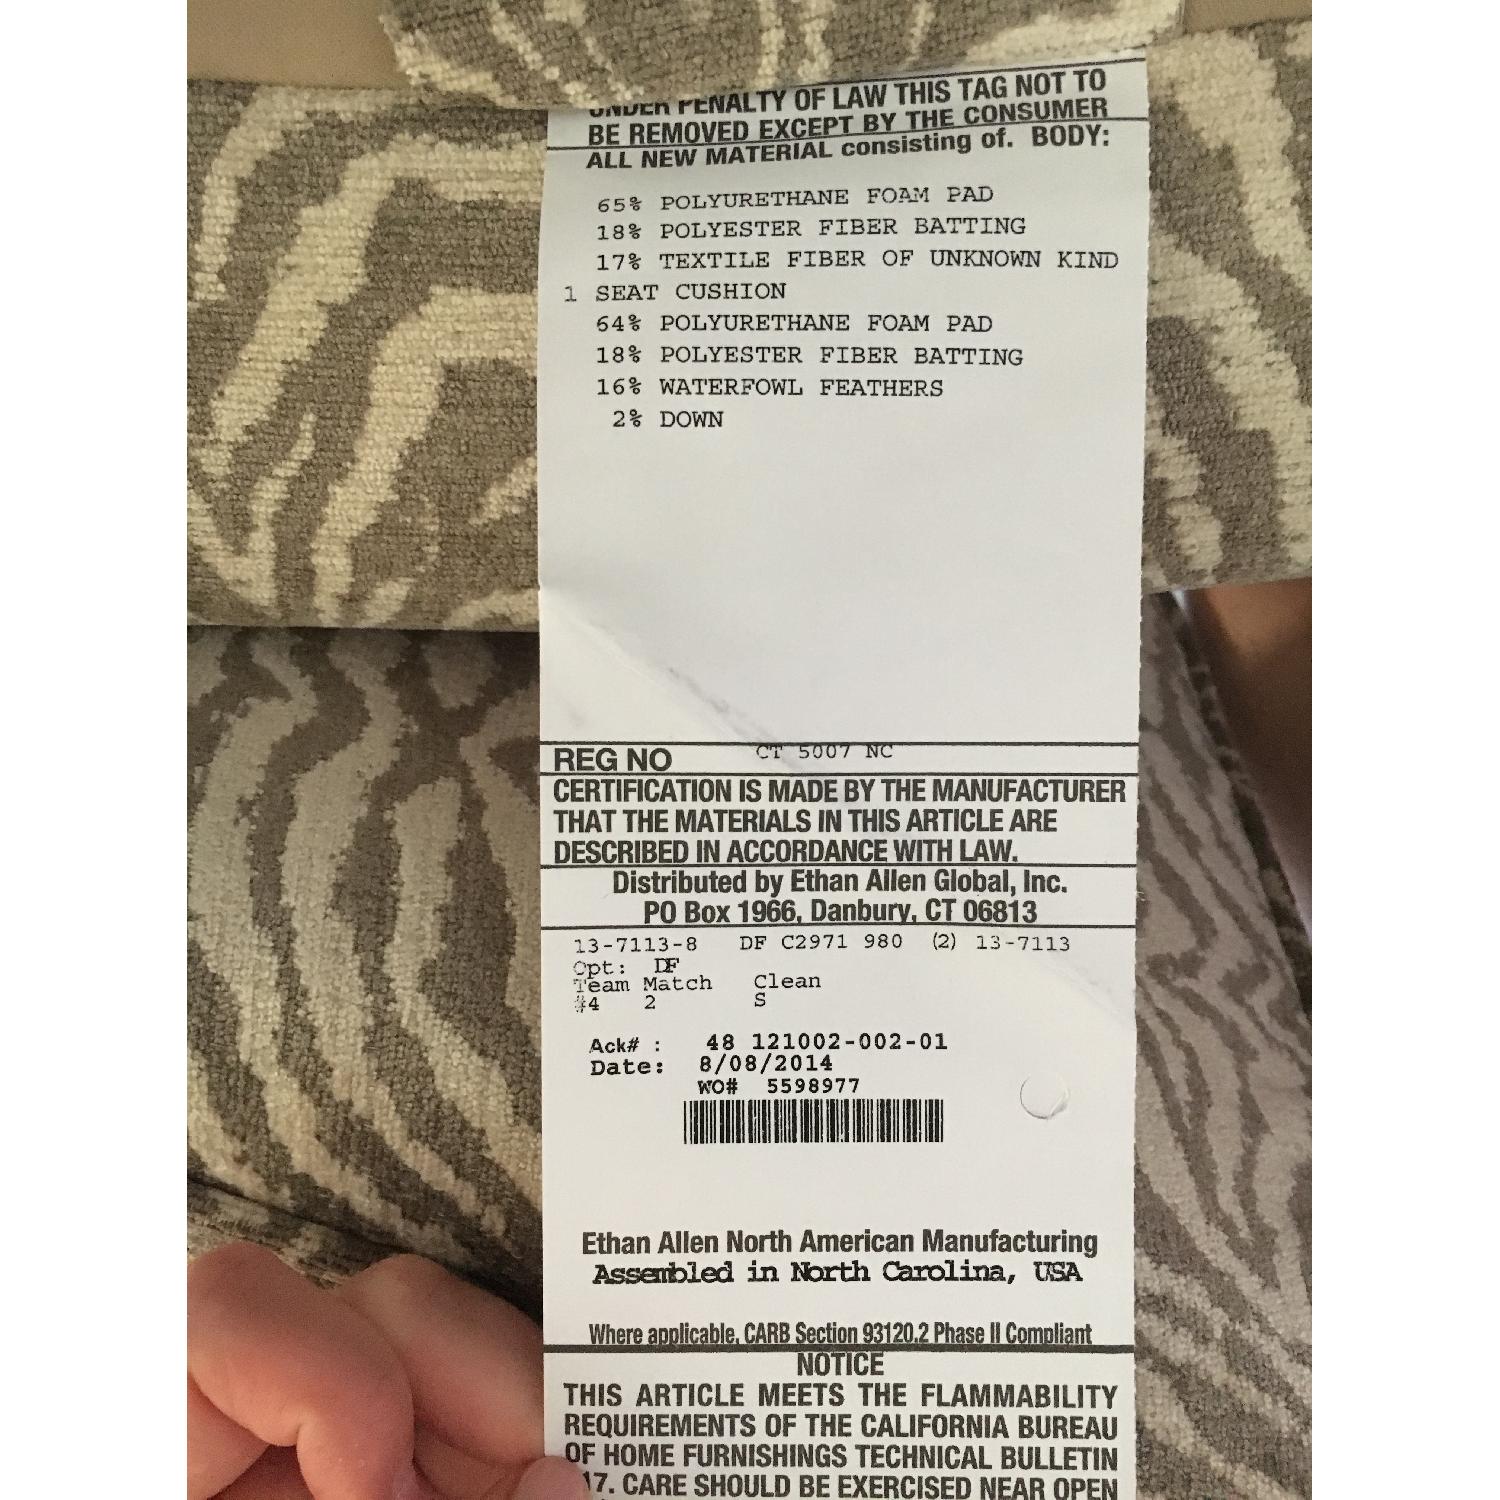 UNDER PENALTY OF LAW THIS TAG NOT TO
BE REMOVED EXCEPT BY THE CONSUMER
ALL NEW MATERIAL consisting of. BODY:
65% POLYURETHANE FOAM PAD
18% POLYESTER FIBER BATTING
17% TEXTILE FIBER OF UNKNOWN KIND
1 SEAT CUSHION
64% POLYURETHANE FOAM PAD
18% POLYESTER FIBER BATTING
16% WATERFOWL FEATHERS
2% DOWN
REG NO CT 5007 NC
CERTIFICATION IS MADE BY THE MANUFACTURER
THAT THE MATERIALS IN THIS ARTICLE ARE
DESCRIBED IN ACCORDANCE WITH LAW.
Distributed by Ethan Allen Global, Inc.
PO Box 1966, Danbury, CT 06813
13-7113-8 DF C2971 980 (2) 13-7113
Opt: DF
Team Match Clean
#4 2 S
Ack# : 48 121002-002-01
Date: 8/08/2014
WO# 5598977
Ethan Allen North American Manufacturing
Assembled in North Carolina, USA
Where applicable, CARB Section 93120.2 Phase II Compliant
NOTICE
THIS ARTICLE MEETS THE FLAMMABILITY
REQUIREMENTS OF THE CALIFORNIA BUREAU
OF HOME FURNISHINGS TECHNICAL BULLETIN
17. CARE SHOULD BE EXERCISED NEAR OPEN